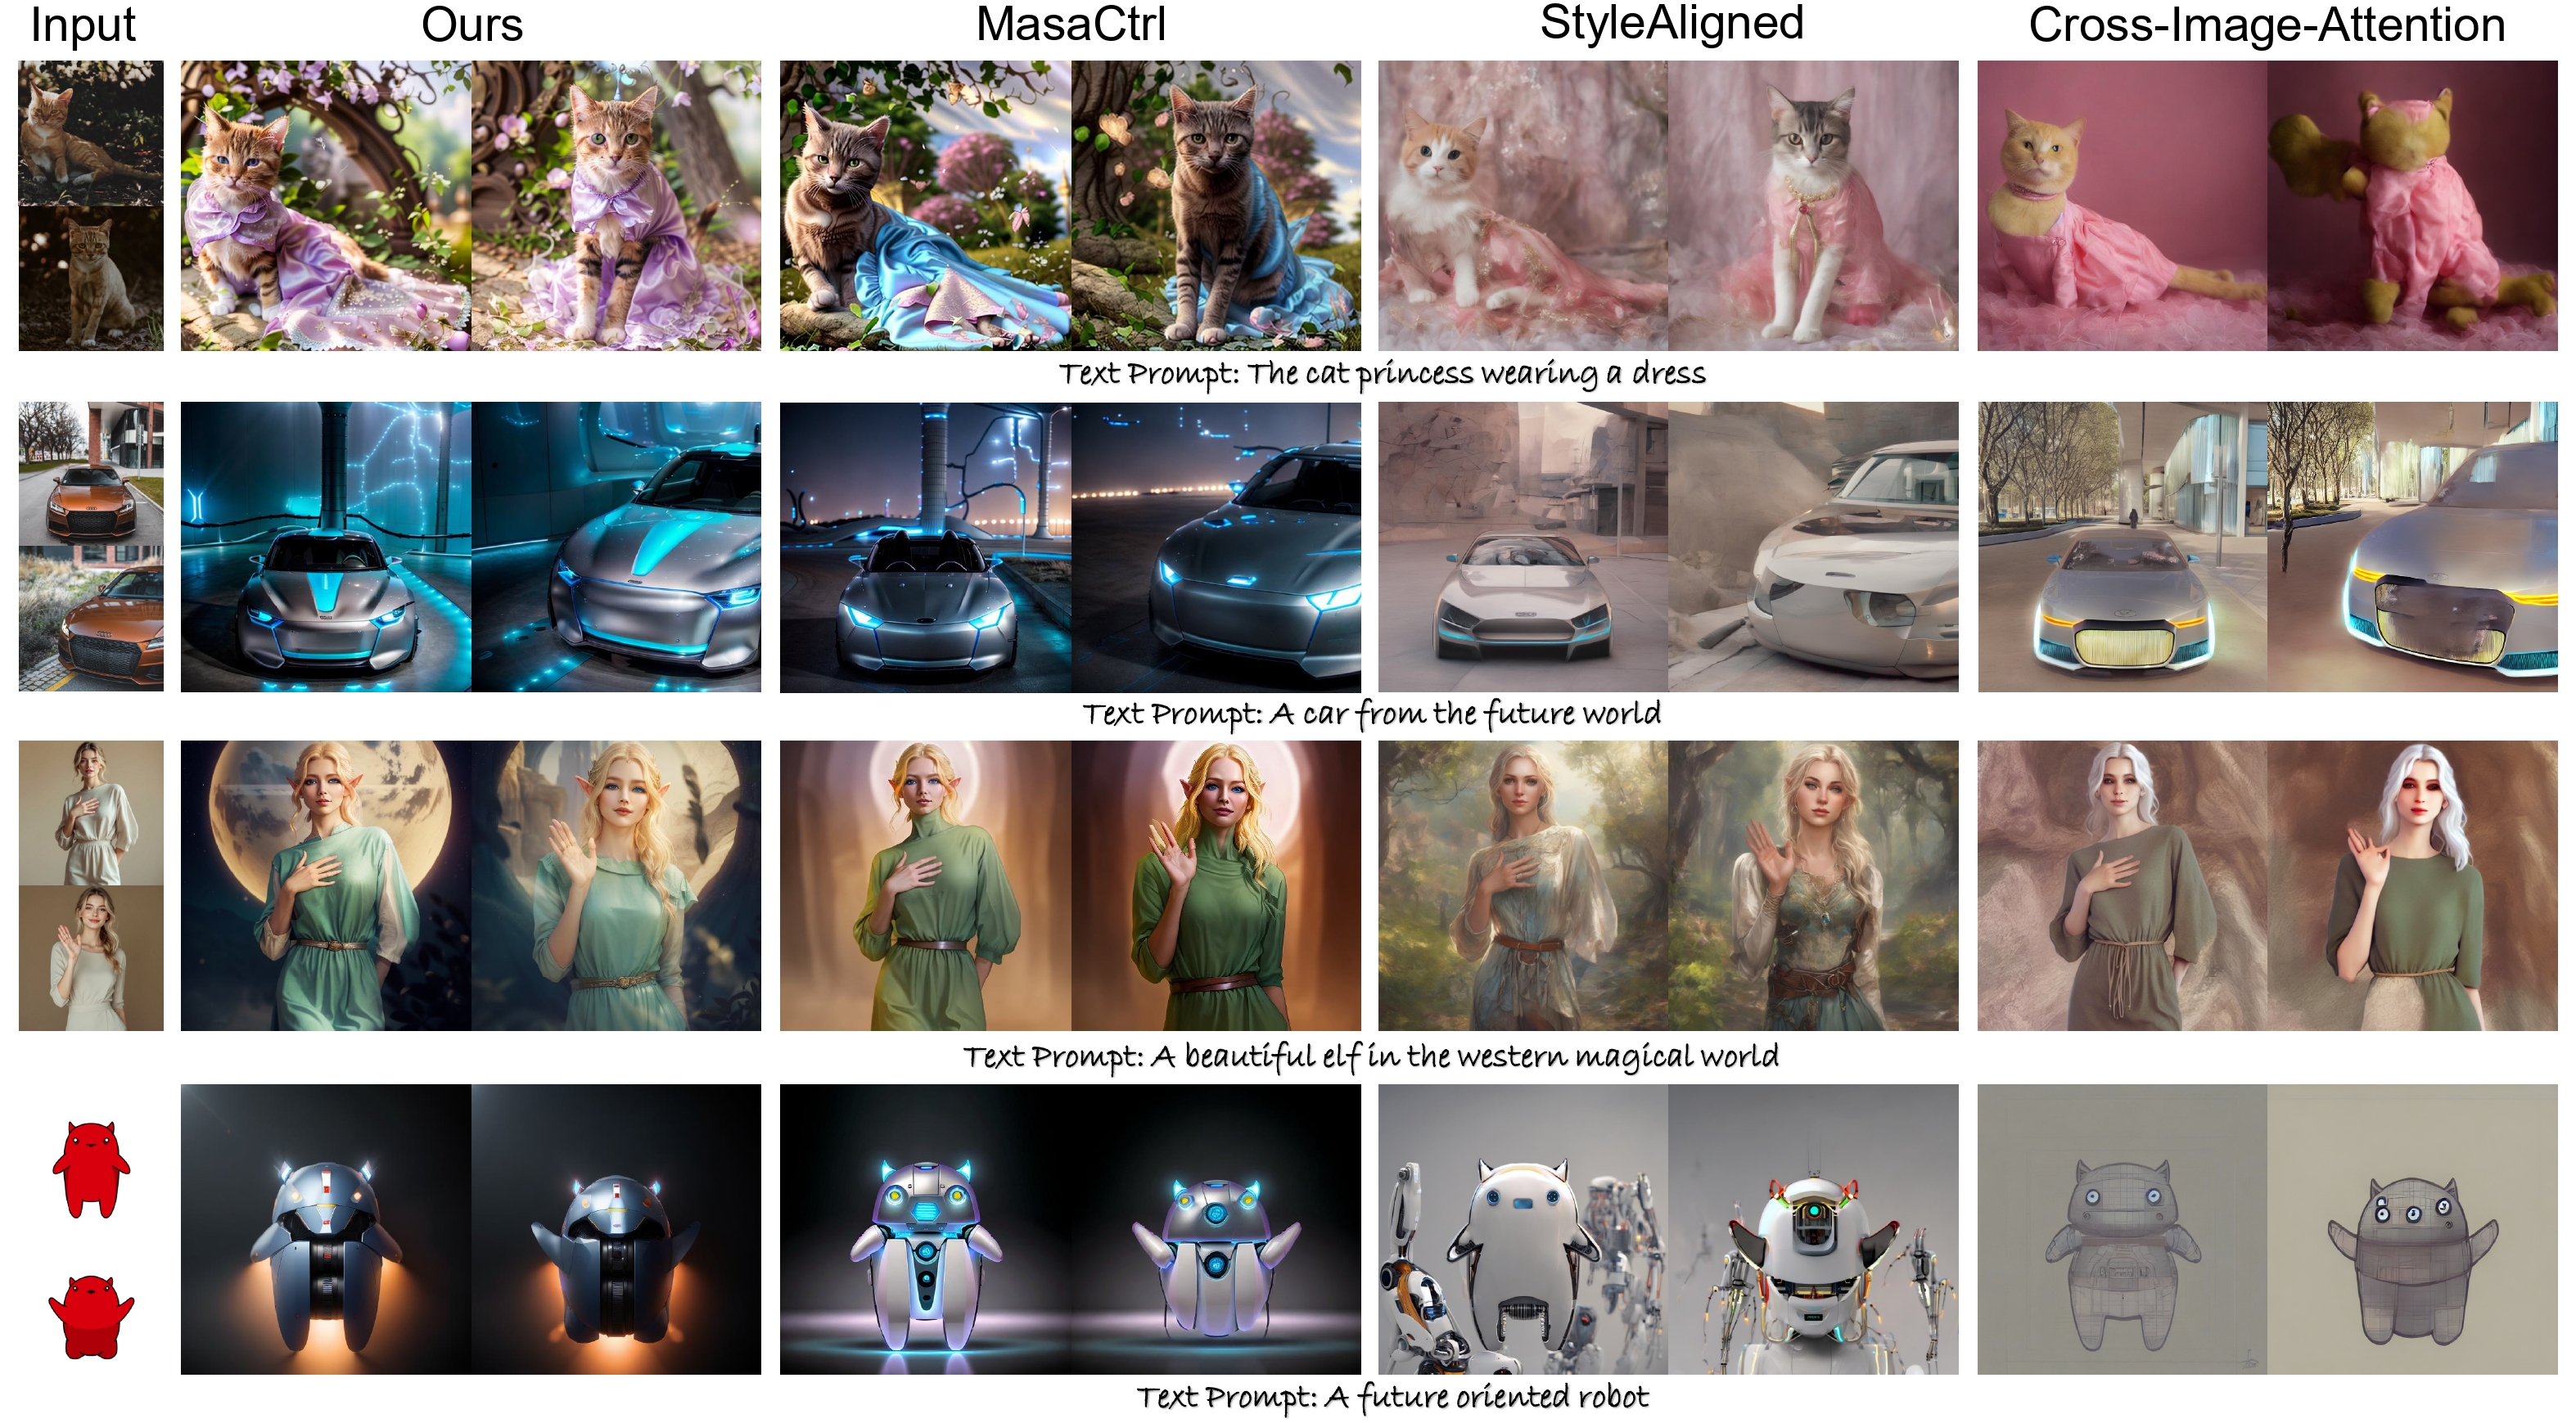 Input Ours MasaCtrl StyleAligned Cross-Image-Attention
Text Prompt: The cat princess wearing a dress
Text Prompt: A car from the future world
Text Prompt: A beautiful elf in the western magical world
Text Prompt: A future oriented robot